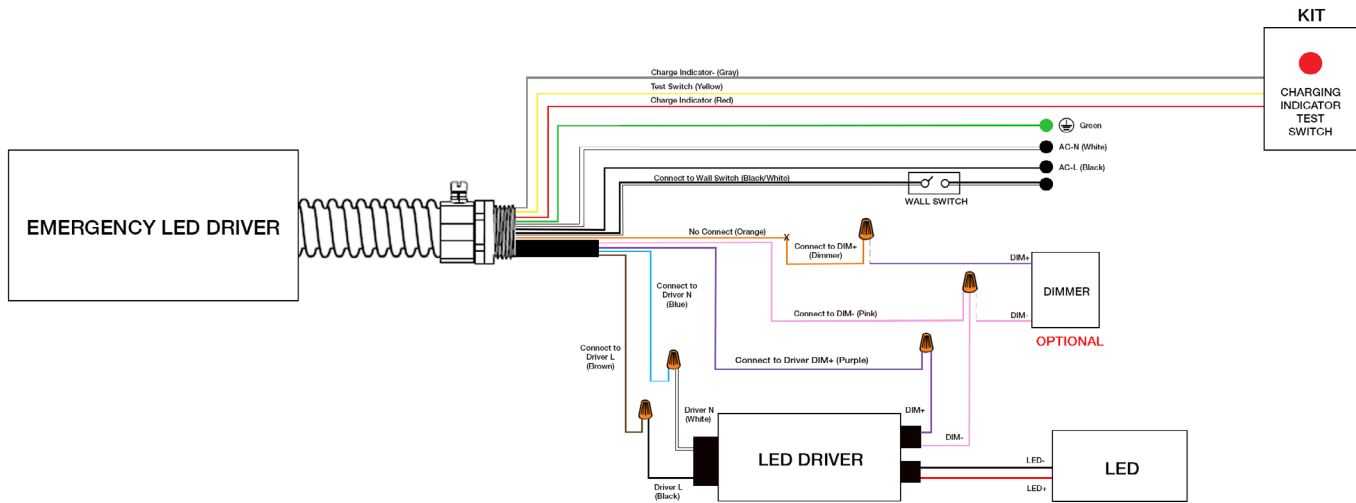 KIT
Charge Indicator- (Gray)
Test Switch (Yellow)
Charge Indicator (Red)
CHARGING
INDICATOR
TEST
SWITCH
Green
AC-N (White)
AC-L (Black)
Connect to Wall Switch (Black/White)
WALL SWITCH
EMERGENCY LED DRIVER
No Connect (Orange)
X
Connect to DIM+
(Dimmer)
DIM+
DIMMER
DIM-
OPTIONAL
Connect to
Driver N
(Blue)
Connect to DIM- (Pink)
Connect to
Driver L
(Brown)
Connect to Driver DIM+ (Purple)
Driver N
(White)
DIM+
DIM-
LED DRIVER
LED-
LED+
LED
Driver L
(Black)